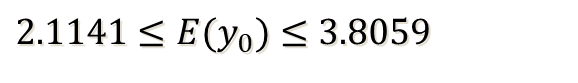 2.1141 ≤ E(y₀) ≤ 3.8059